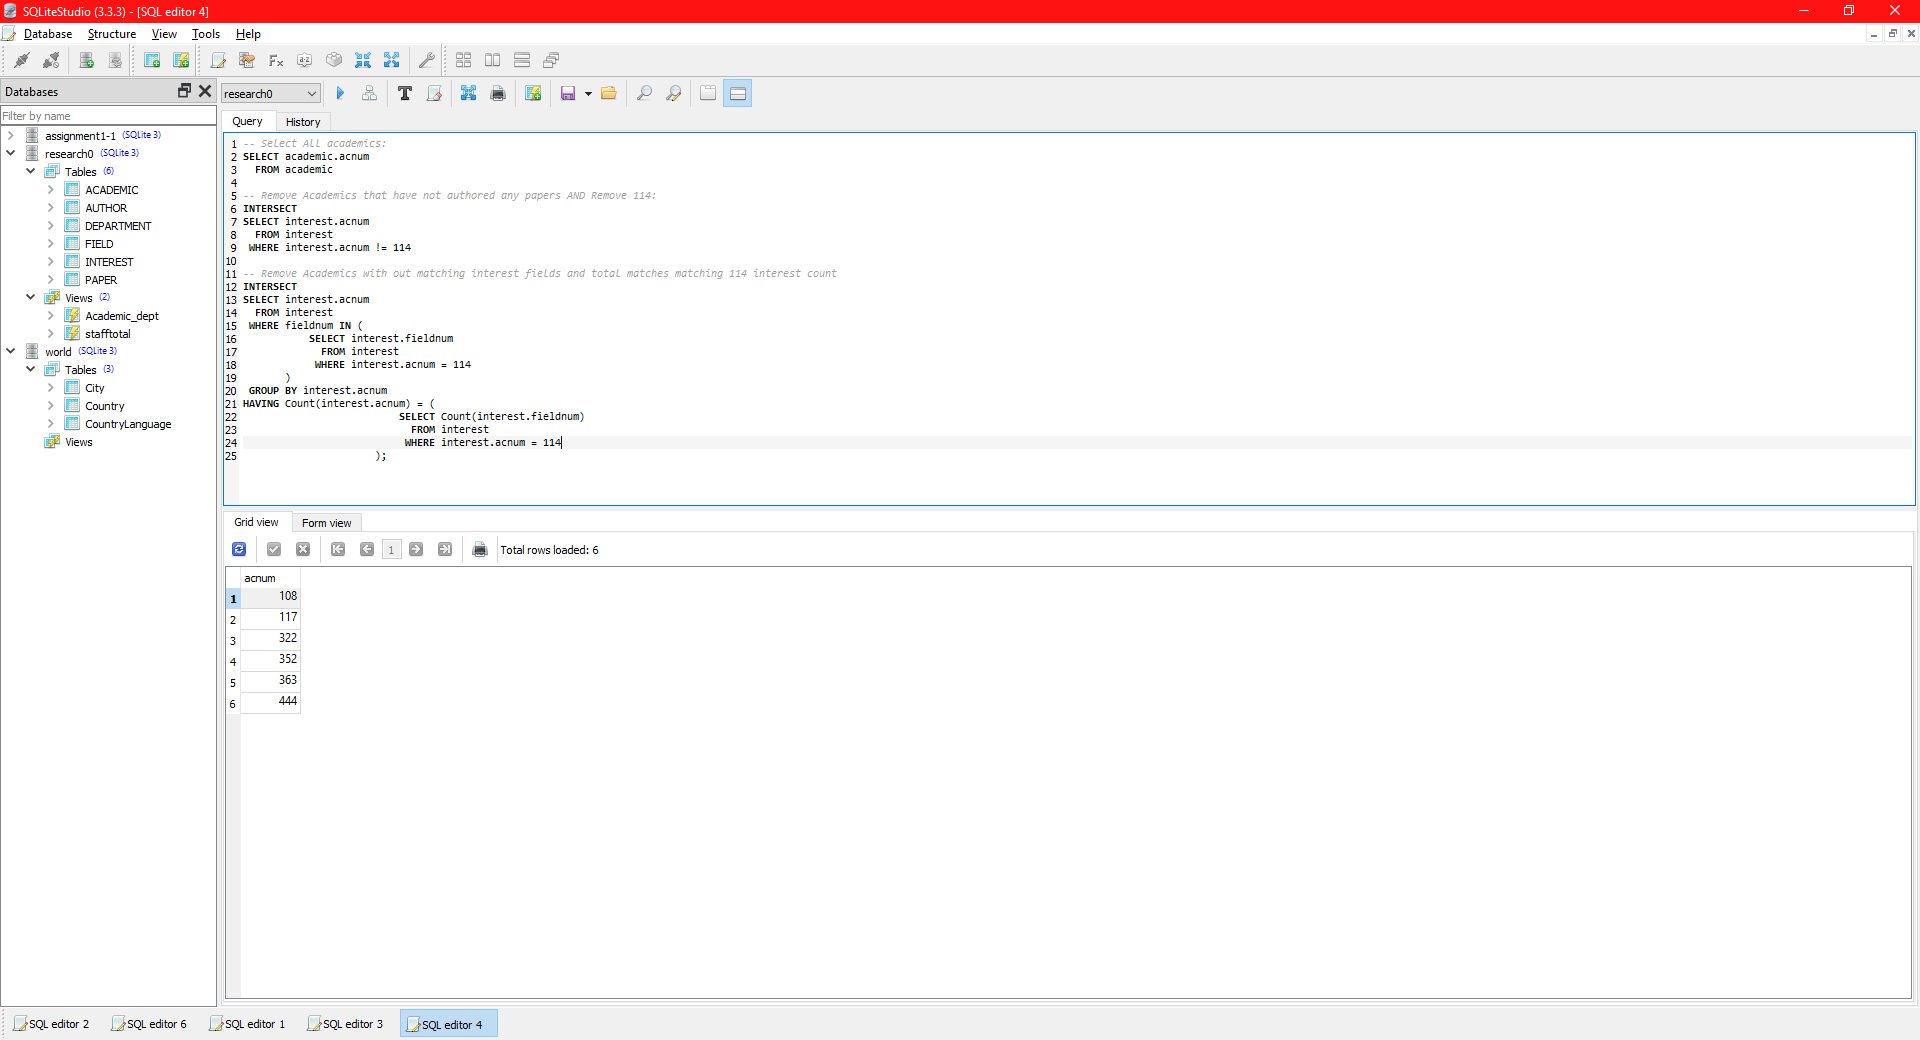 SQLiteStudio (3.3.3) - [SQL editor 4]
Database Structure View Tools Help
Databases
research0
Filter by name
Query History
assignment1-1 (SQLite 3)
research0 (SQLite 3)
Tables (6)
ACADEMIC
AUTHOR
DEPARTMENT
FIELD
INTEREST
PAPER
Views (2)
Academic_dept
stafftotal
world (SQLite 3)
Tables (3)
City
Country
CountryLanguage
Views
1 -- Select All academics:
2 SELECT academic.acnum
3 FROM academic
4
5 -- Remove Academics that have not authored any papers AND Remove 114:
6 INTERSECT
7 SELECT interest.acnum
8 FROM interest
9 WHERE interest.acnum != 114
10
11 -- Remove Academics with out matching interest fields and total matches matching 114 interest count
12 INTERSECT
13 SELECT interest.acnum
14 FROM interest
15 WHERE fieldnum IN (
16 SELECT interest.fieldnum
17 FROM interest
18 WHERE interest.acnum = 114
19 )
20 GROUP BY interest.acnum
21 HAVING Count(interest.acnum) = (
22 SELECT Count(interest.fieldnum)
23 FROM interest
24 WHERE interest.acnum = 114
25 );
Grid view Form view
1 Total rows loaded: 6
acnum
1 108
2 117
3 322
4 352
5 363
6 444
SQL editor 2 SQL editor 6 SQL editor 1 SQL editor 3 SQL editor 4